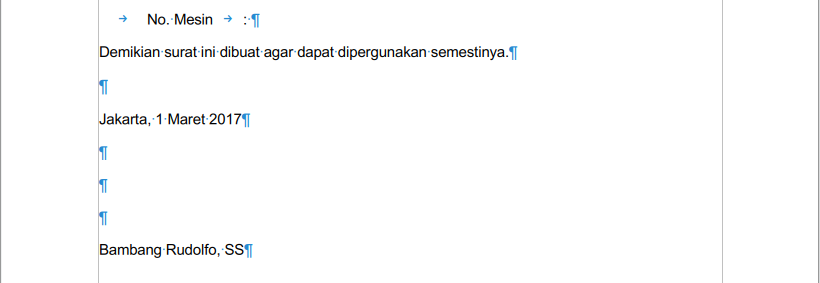 No. Mesin :
Demikian surat ini dibuat agar dapat dipergunakan semestinya.
Jakarta, 1 Maret 2017
Bambang Rudolfo, SS